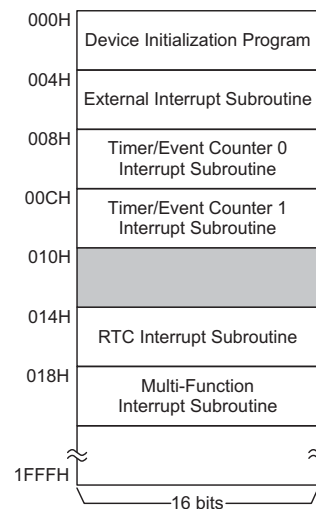 000H
Device Initialization Program
004H
External Interrupt Subroutine
008H
Timer/Event Counter 0
Interrupt Subroutine
00CH
Timer/Event Counter 1
Interrupt Subroutine
010H
014H
RTC Interrupt Subroutine
018H
Multi-Function
Interrupt Subroutine
1FFFH
16 bits